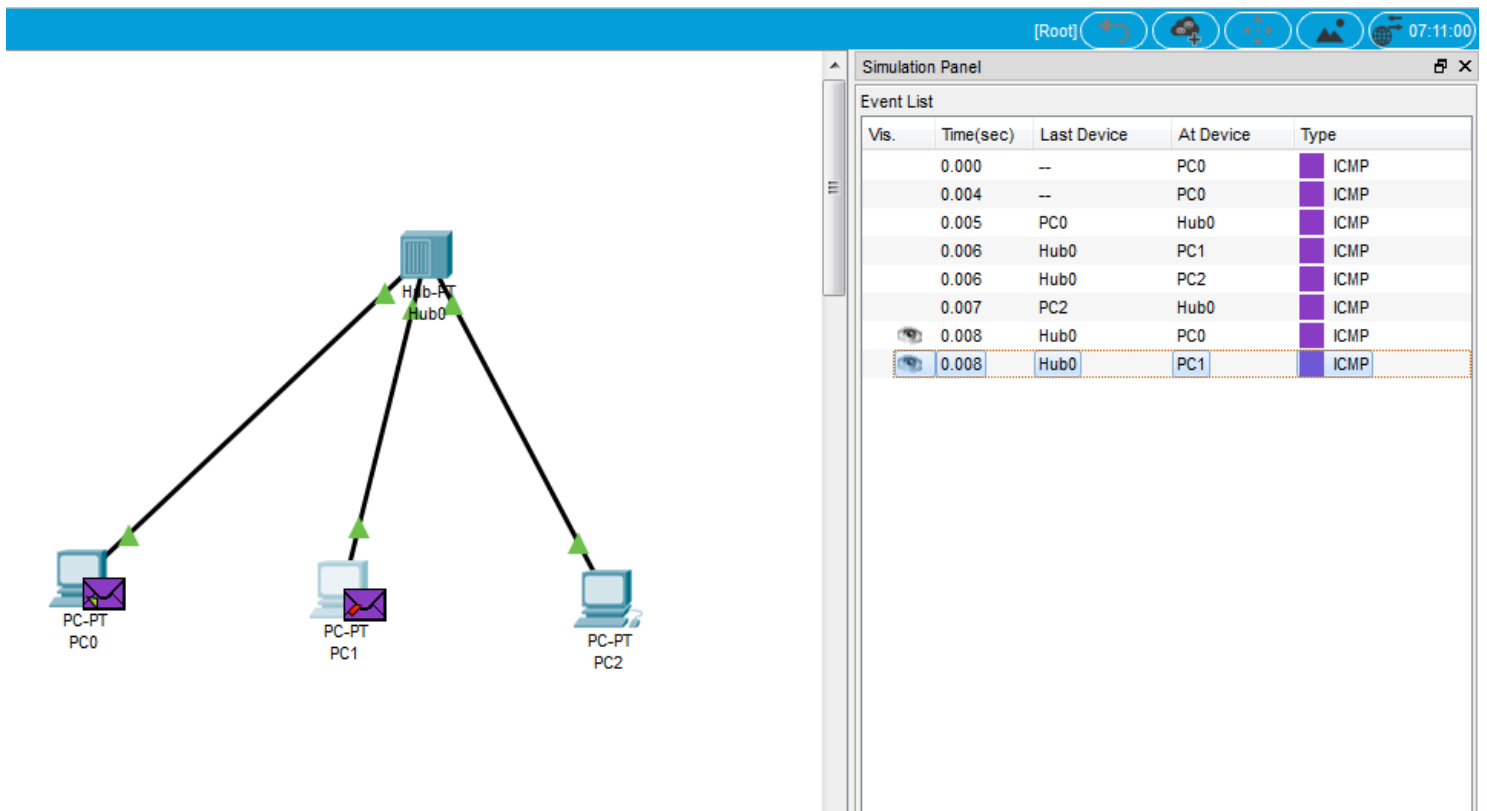 [Root] 07:11:00
Simulation Panel
Event List
Vis. Time(sec) Last Device At Device Type
0.000 -- PC0 ICMP
0.004 -- PC0 ICMP
0.005 PC0 Hub0 ICMP
0.006 Hub0 PC1 ICMP
0.006 Hub0 PC2 ICMP
0.007 PC2 Hub0 ICMP
0.008 Hub0 PC0 ICMP
0.008 Hub0 PC1 ICMP
Hub-PT
Hub0
PC-PT
PC0
PC-PT
PC1
PC-PT
PC2